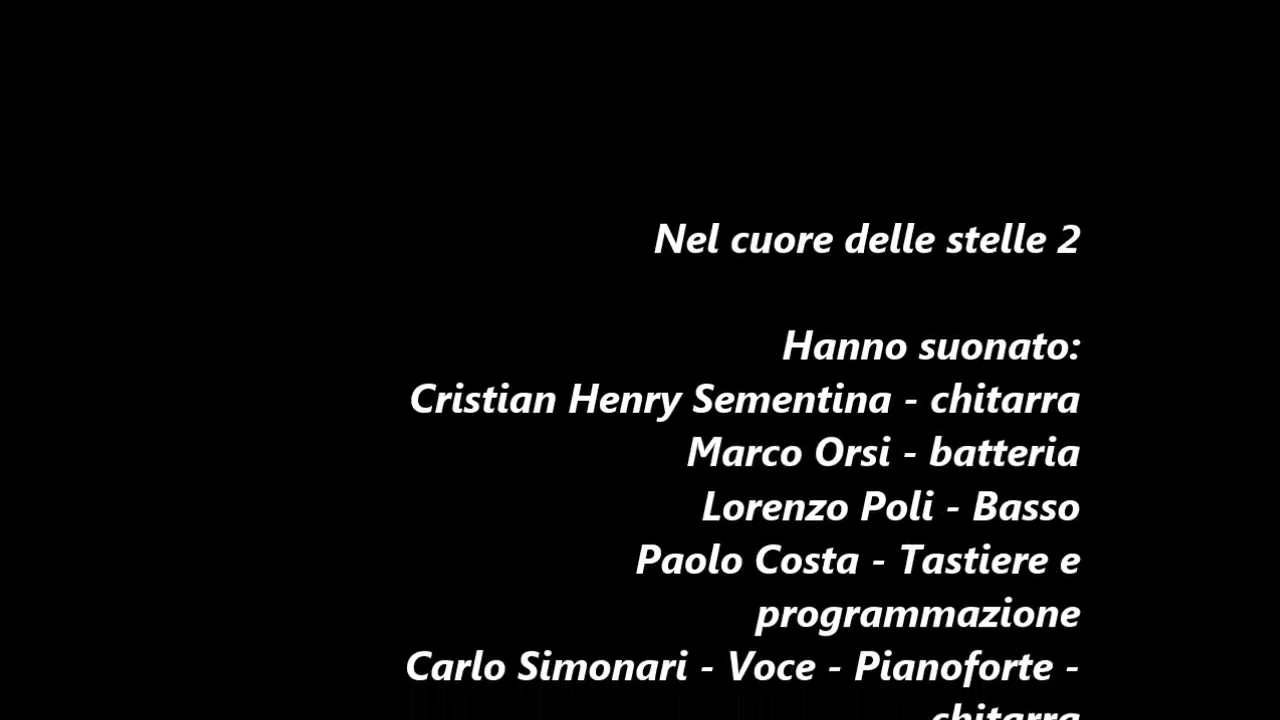 Nel cuore delle stelle 2
Hanno suonato:
Cristian Henry Sementina - chitarra
Marco Orsi - batteria
Lorenzo Poli - Basso
Paolo Costa - Tastiere e
programmazione
Carlo Simonari - Voce - Pianoforte -
chitarra